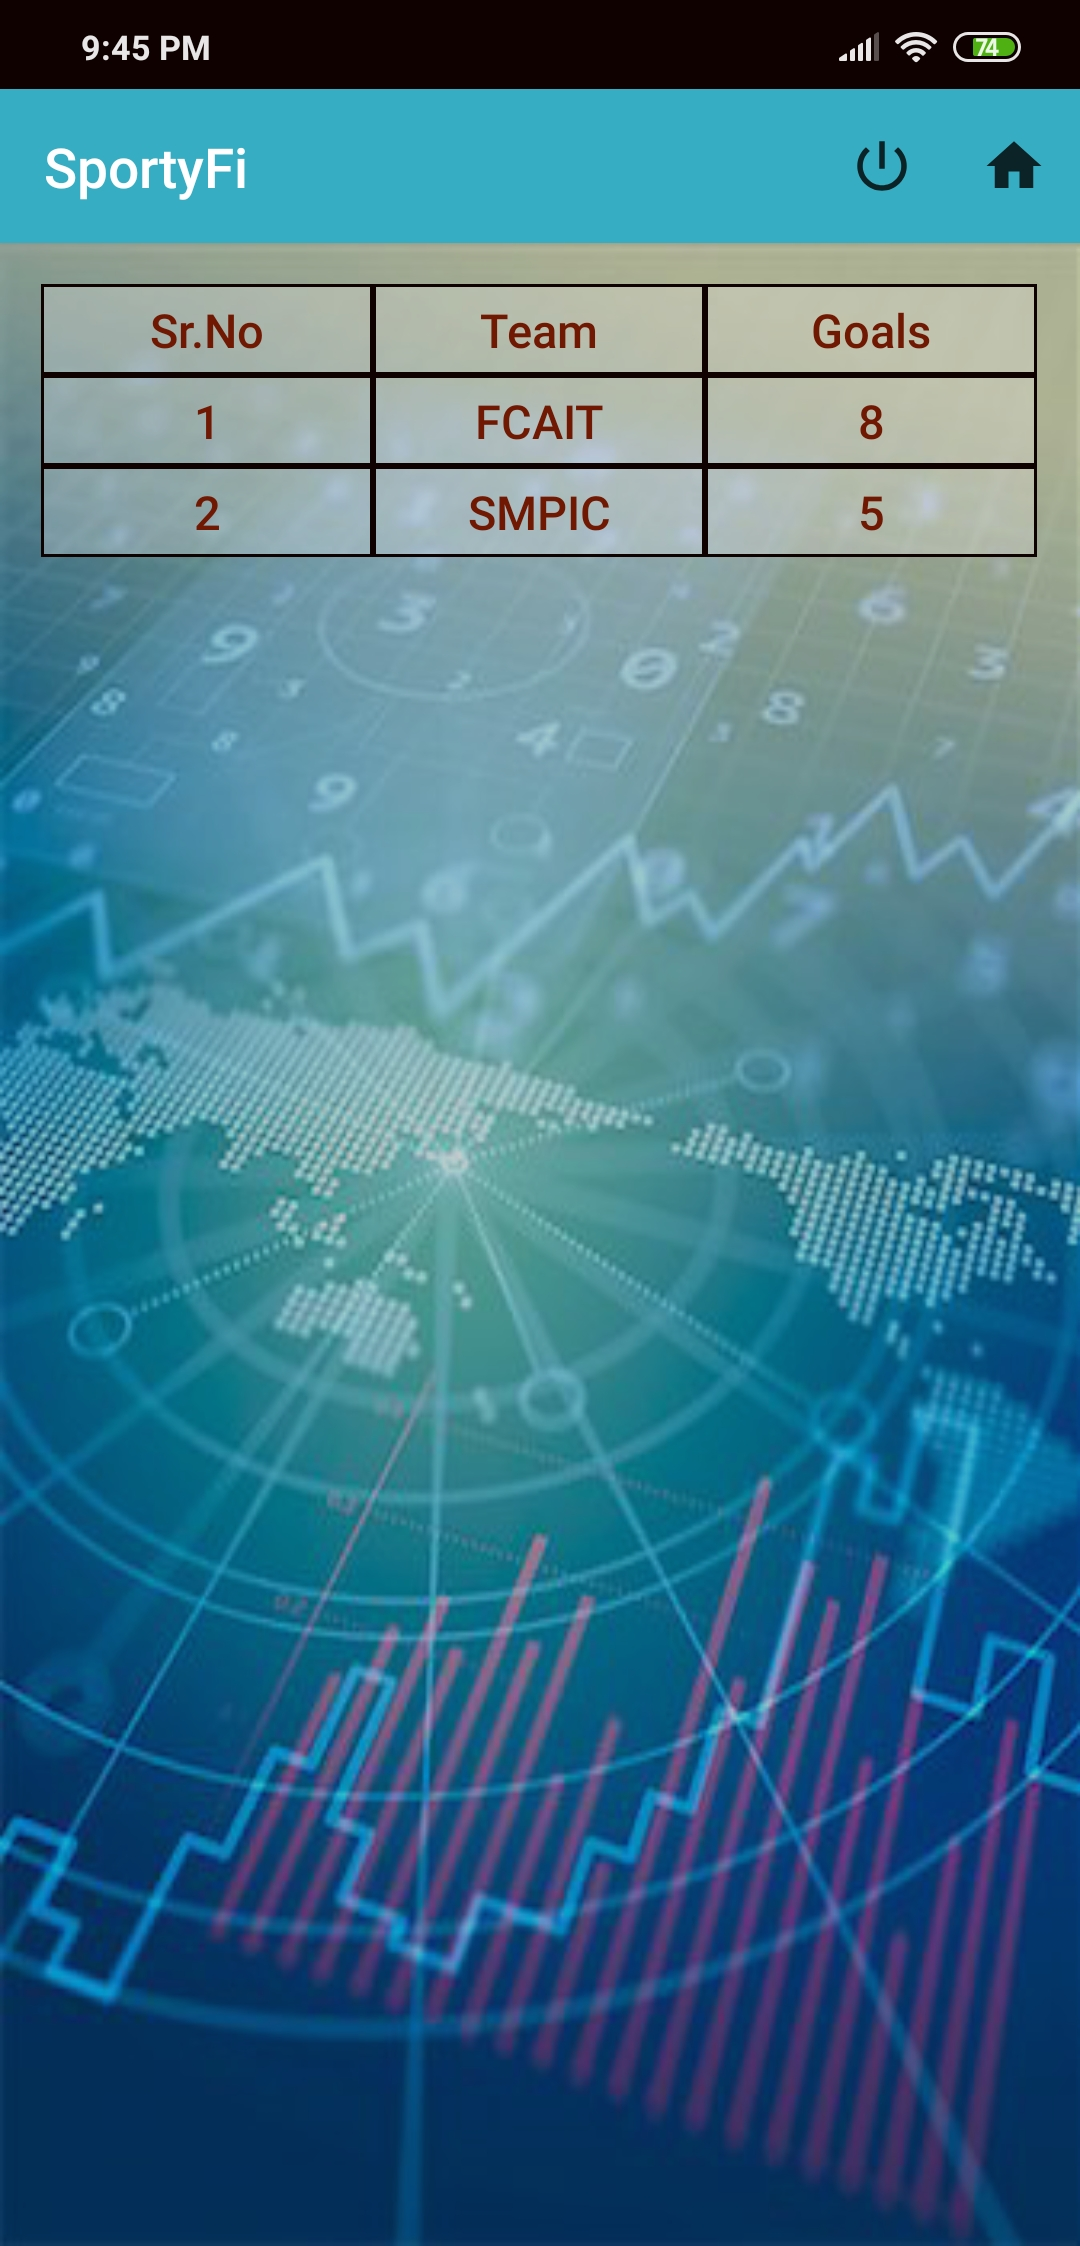 9:45 PM 74
SportyFi
Sr.No Team Goals
1 FCAIT 8
2 SMPIC 5